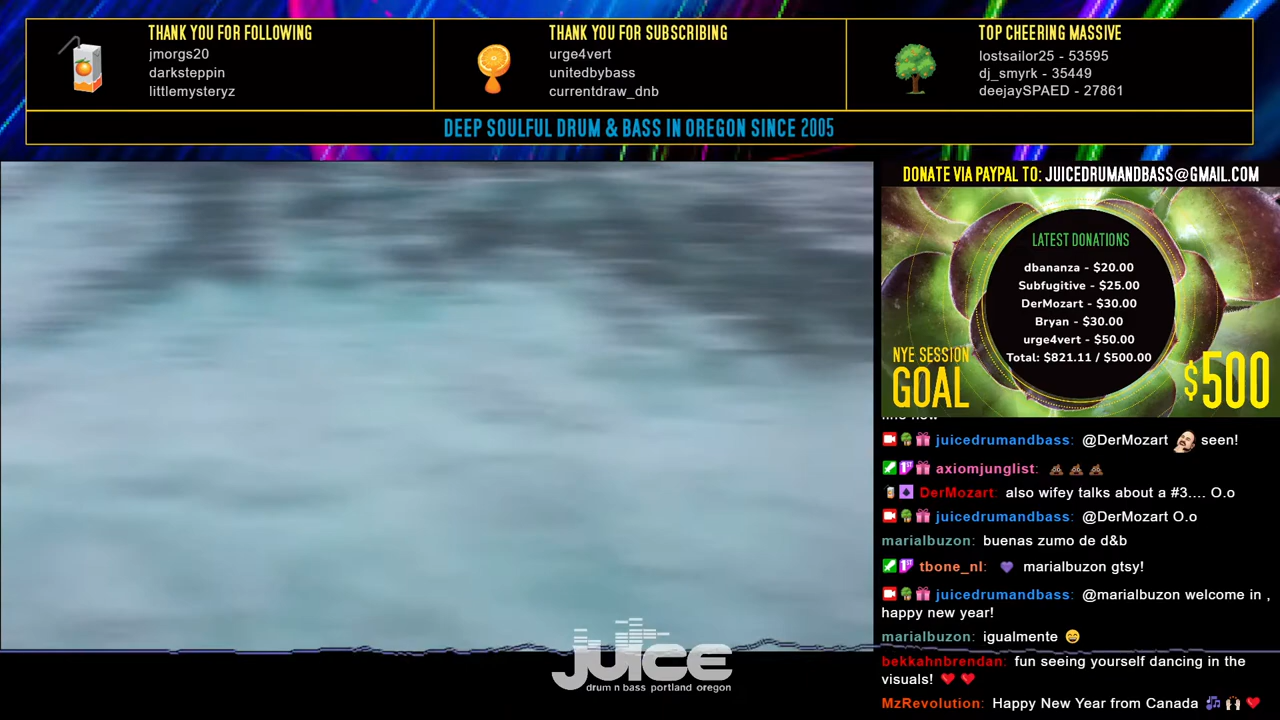 THANK YOU FOR FOLLOWING
jmorgs20
darksteppin
littlemysteryz
THANK YOU FOR SUBSCRIBING
urge4vert
unitedbybass
currentdraw_dnb
TOP CHEERING MASSIVE
lostsailor25 - 53595
dj_smyrk - 35449
deejaySPAED - 27861
DEEP SOULFUL DRUM & BASS IN OREGON SINCE 2005
DONATE VIA PAYPAL TO: JUICEDRUMANDBASS@GMAIL.COM
LATEST DONATIONS
dbananza - $20.00
Subfugitive - $25.00
DerMozart - $30.00
Bryan - $30.00
urge4vert - $50.00
Total: $821.11 / $500.00
NYE SESSION
GOAL
$500
juicedrumandbass: @DerMozart seen!
axiomjunglist: 💩 💩 💩
DerMozart: also wifey talks about a #3.... O.o
juicedrumandbass: @DerMozart O.o
marialbuzon: buenas zumo de d&b
tbone_nl: 💜 marialbuzon gtsy!
juicedrumandbass: @marialbuzon welcome in ,
happy new year!
marialbuzon: igualmente 😄
bekkahnbrendan: fun seeing yourself dancing in the
visuals! ❤️ ❤️
MzRevolution: Happy New Year from Canada 🎶 🙌 ❤️
JUICE
drum n bass portland oregon